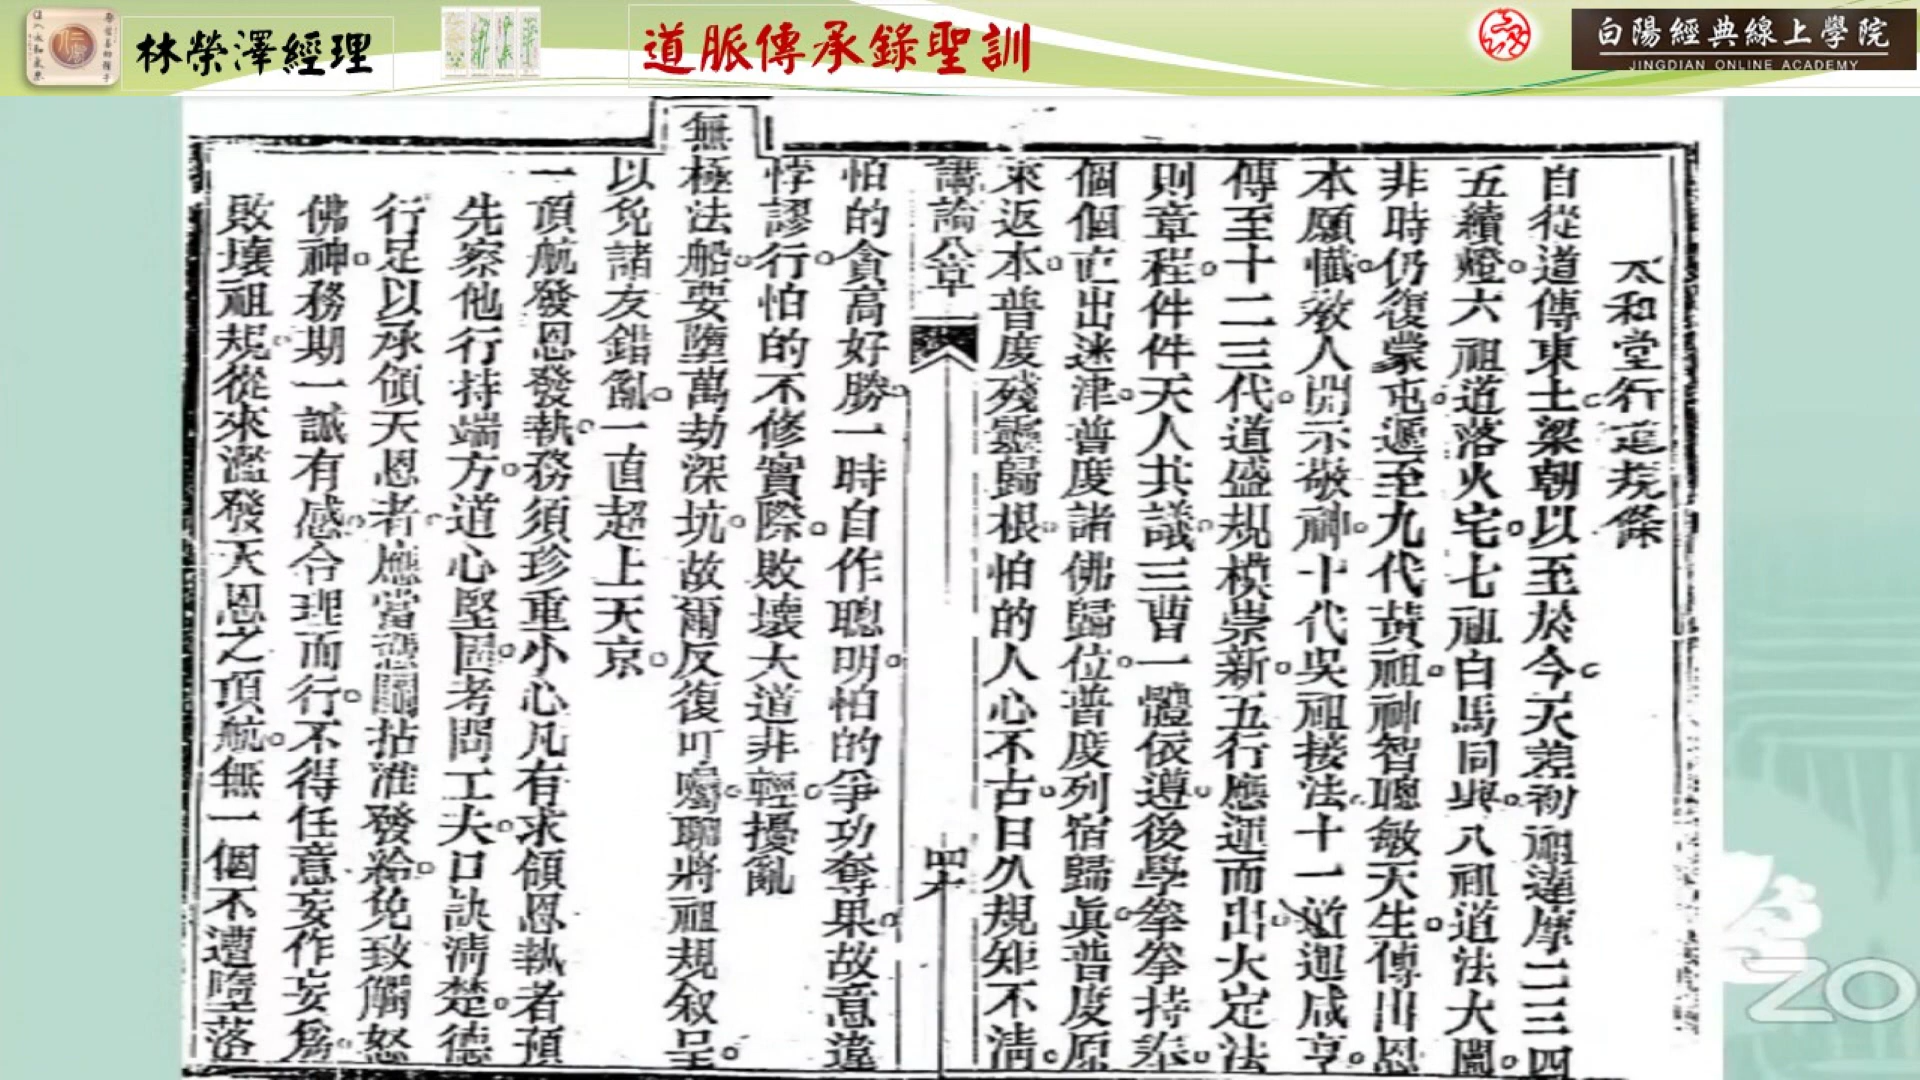 林榮澤經理
道脈傳承錄聖訓
白陽經典線上學院
JINGDIAN ONLINE ACADEMY
太和堂行道規條
自從道傳東土梁朝以至於今天差初祖達摩二三四
五續燈。六祖道落火宅七祖白馬同與。八祖道法大闡。
非時仍復蒙屯。遞至九代黃祖。神智聰敏天生。傳出恩
本願懺。教人開示敬神。十代吳祖接法。十一道迴咸亨。
傳至十二三代。道盛規模崇新。五行應運而出。大定法
則章程。件件天人共議。三曹一體依遵。後學拳拳持奉。
個個芒出迷津。普度諸佛歸位。普度列宿歸眞。普度原
來返本。普度殘靈歸根。怕的人心不古。日久規矩不清。
講論公章
怕的貪高好勝。一時自作聰明。怕的爭功奪果。故意違
悖謬行。怕的不修實際。敗壞大道非輕。擾亂
無極法船。要墮萬劫深坑。故爾反復叮囑。聊將祖規敘呈。
以免諸友錯亂。一直超上天京。
一頂航發恩發執。務須珍重小心凡有求領恩執者預
先察他行持端方。道心堅固。考問工夫。口訣清楚。德
行足以承領天恩者。應當 拈准發給。免致觸怒
佛神。務期一誠有感。合理而行。不得任意妄作妄爲。
敗壞祖規。從來濫發天恩之頂航。無一個不遭墮落
ZO